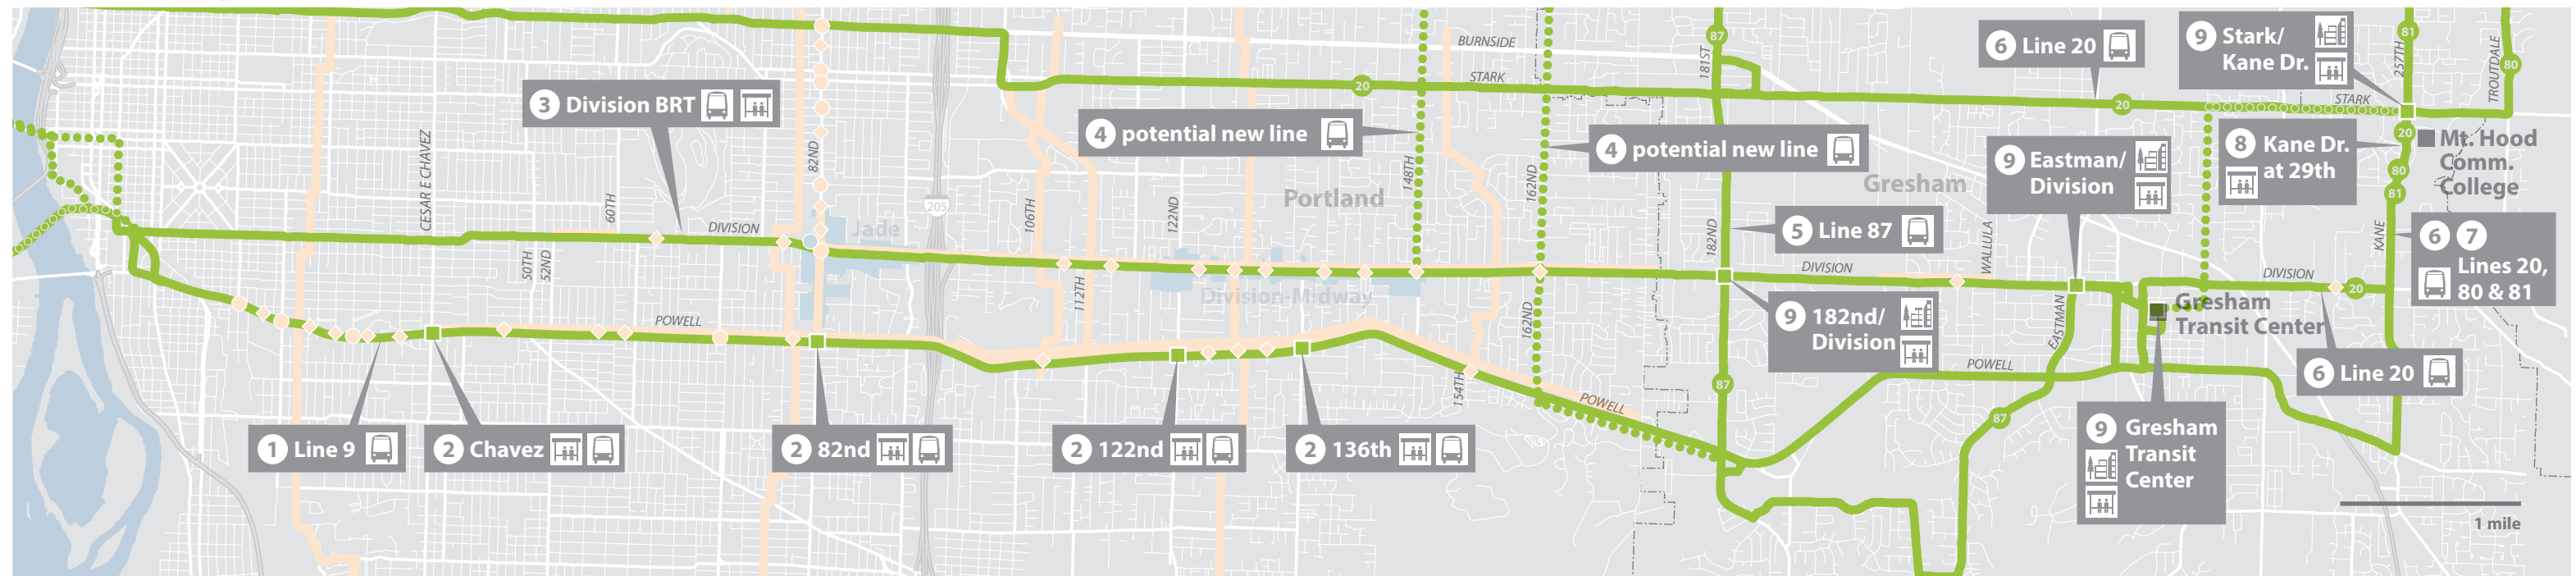 87
81
80
BURNSIDE
181ST
6 Line 20
9 Stark/
Kane Dr.
257TH
TROUTDALE
STARK
20
20
STARK
3 Division BRT
4 potential new line
4 potential new line
8 Kane Dr.
at 29th
20
80
81
Mt. Hood
Comm.
College
9 Eastman/
Division
CESAR E CHAVEZ
82ND
148TH
162ND
Portland
Gresham
60TH
205
106TH
122ND
DIVISION
Jade
5 Line 87
182ND
WALLULA
KANE
6 7
Lines 20,
80 & 81
50TH
52ND
112TH
Division-Midway
DIVISION
DIVISION
20
Gresham
Transit Center
162ND
9 182nd/
Division
EASTMAN
POWELL
POWELL
154TH
87
POWELL
6 Line 20
87
1 Line 9
2 Chavez
2 82nd
2 122nd
2 136th
9 Gresham
Transit
Center
1 mile